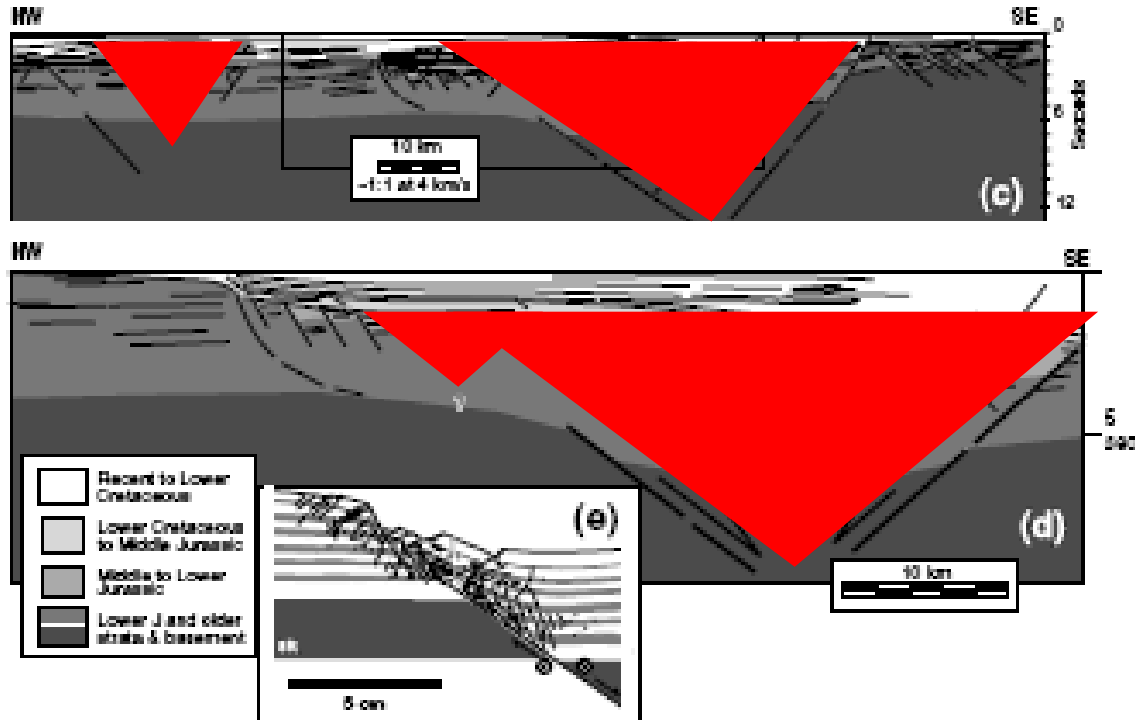 NW
SE
0
6
Seconds
12
10 km
~1:1 at 4 km/s
(c)
NW
SE
5
sec
Recent to Lower
Cretaceous
Lower Cretaceous
to Middle Jurassic
Middle to Lower
Jurassic
Lower J and older
strata & basement
(e)
5 cm
(d)
10 km